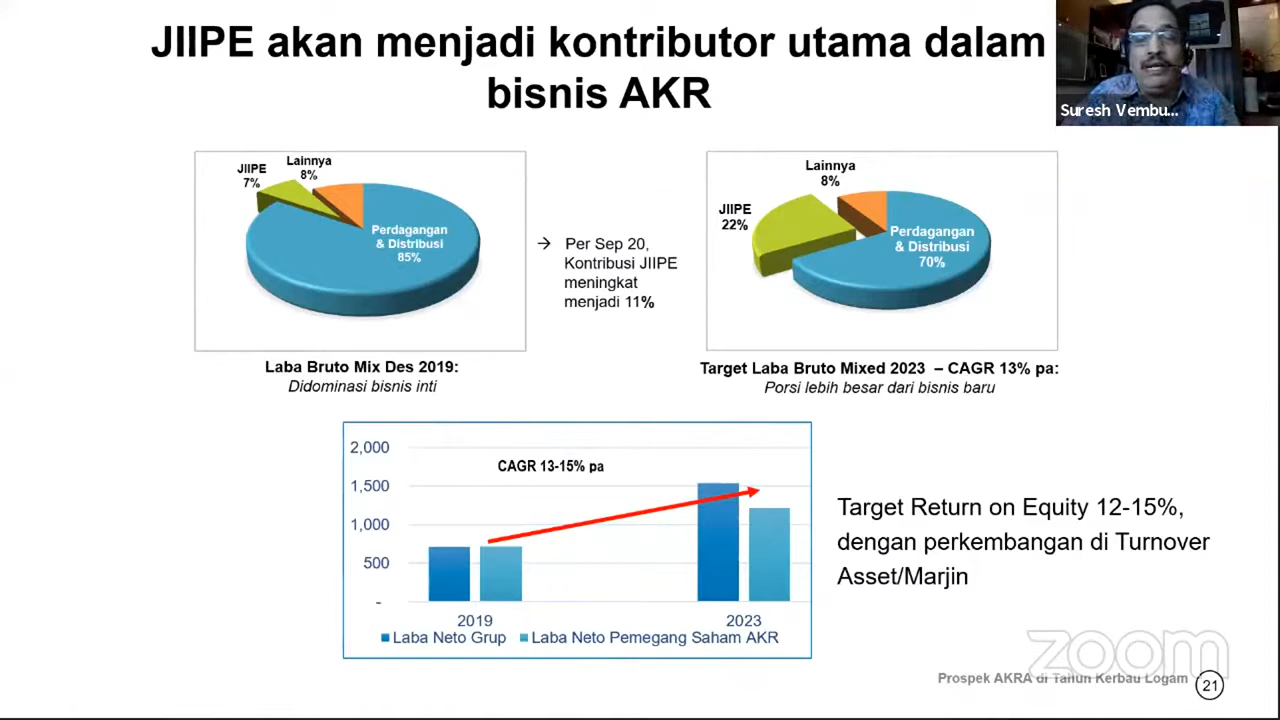 JIIPE akan menjadi kontributor utama dalam
bisnis AKR
Suresh Vembu...
JIIPE
7%
Lainnya
8%
Perdagangan
& Distribusi
85%
Laba Bruto Mix Des 2019:
Didominasi bisnis inti
→ Per Sep 20,
Kontribusi JIIPE
meningkat
menjadi 11%
Lainnya
8%
JIIPE
22%
Perdagangan
& Distribusi
70%
Target Laba Bruto Mixed 2023 – CAGR 13% pa:
Porsi lebih besar dari bisnis baru
2,000
1,500
1,000
500
-
CAGR 13-15% pa
2019
2023
Laba Neto Grup
Laba Neto Pemegang Saham AKR
Target Return on Equity 12-15%,
dengan perkembangan di Turnover
Asset/Marjin
zoom
Prospek AKRA di Tahun Kerbau Logam
21